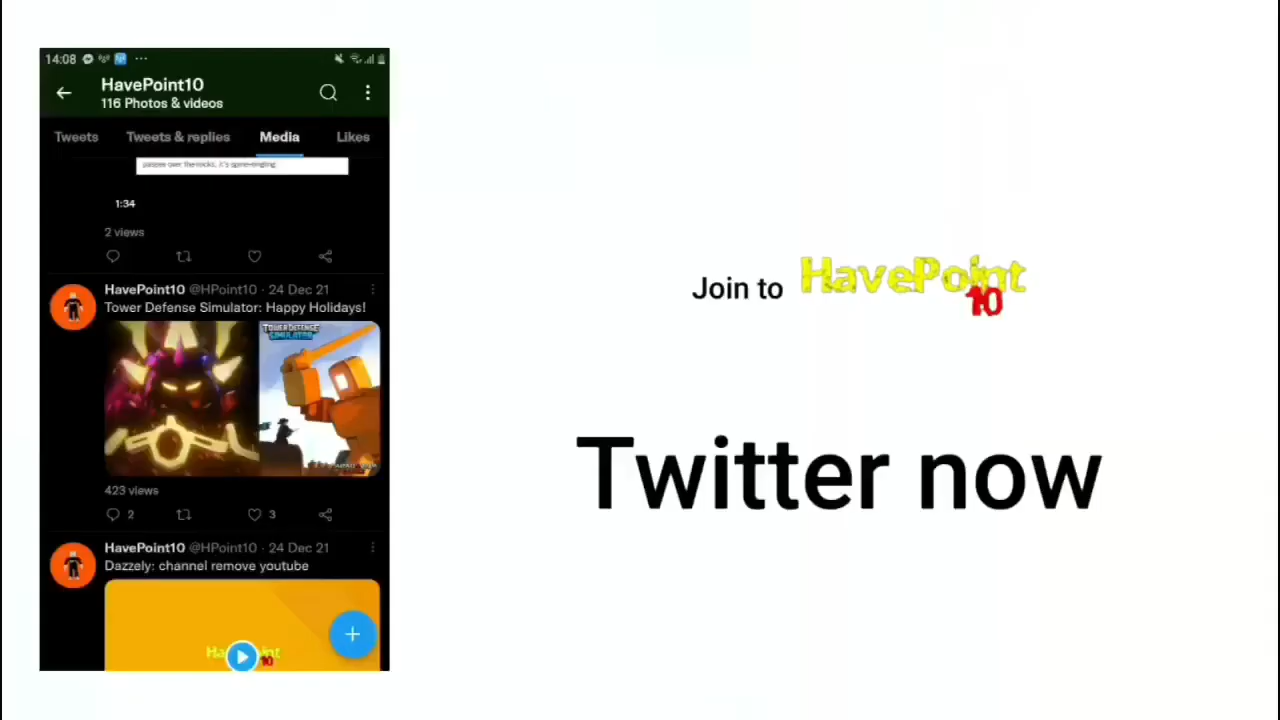 14:08
HavePoint10
116 Photos & videos
Tweets Tweets & replies Media Likes
1:34
2 views
HavePoint10 @HPoint10 · 24 Dec 21
Tower Defense Simulator: Happy Holidays!
TOWER DEFENSE
SIMULATOR
423 views
2 3
HavePoint10 @HPoint10 · 24 Dec 21
Dazzely: channel remove youtube
10
Join to HavePoint
10
Twitter now